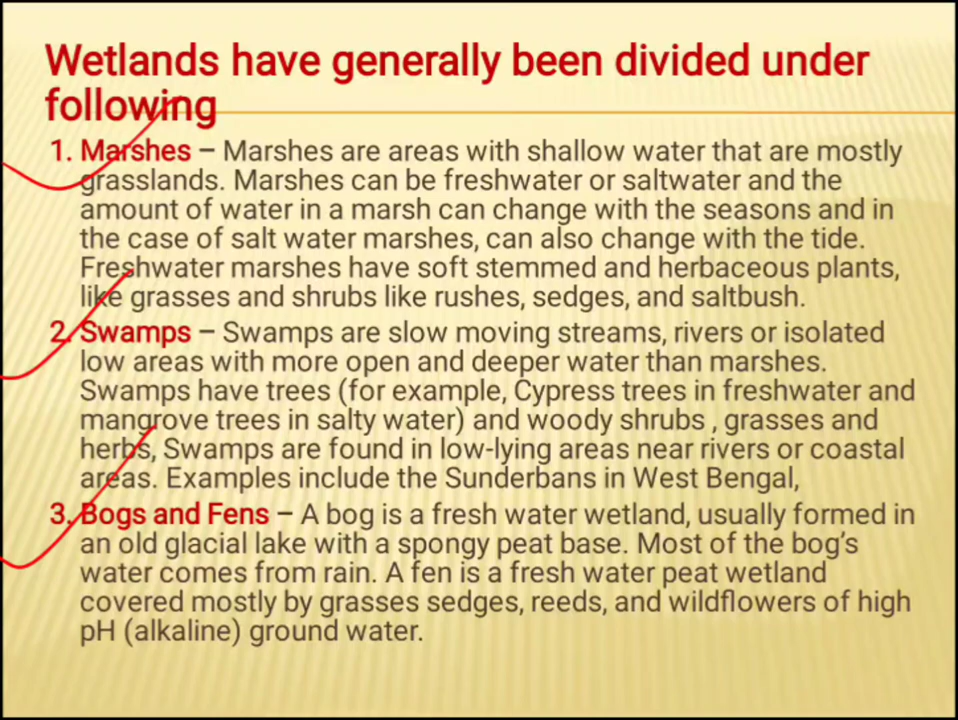 Wetlands have generally been divided under
following
1. Marshes – Marshes are areas with shallow water that are mostly
grasslands. Marshes can be freshwater or saltwater and the
amount of water in a marsh can change with the seasons and in
the case of salt water marshes, can also change with the tide.
Freshwater marshes have soft stemmed and herbaceous plants,
like grasses and shrubs like rushes, sedges, and saltbush.
2. Swamps – Swamps are slow moving streams, rivers or isolated
low areas with more open and deeper water than marshes.
Swamps have trees (for example, Cypress trees in freshwater and
mangrove trees in salty water) and woody shrubs , grasses and
herbs, Swamps are found in low-lying areas near rivers or coastal
areas. Examples include the Sunderbans in West Bengal,
3. Bogs and Fens – A bog is a fresh water wetland, usually formed in
an old glacial lake with a spongy peat base. Most of the bog's
water comes from rain. A fen is a fresh water peat wetland
covered mostly by grasses sedges, reeds, and wildflowers of high
pH (alkaline) ground water.